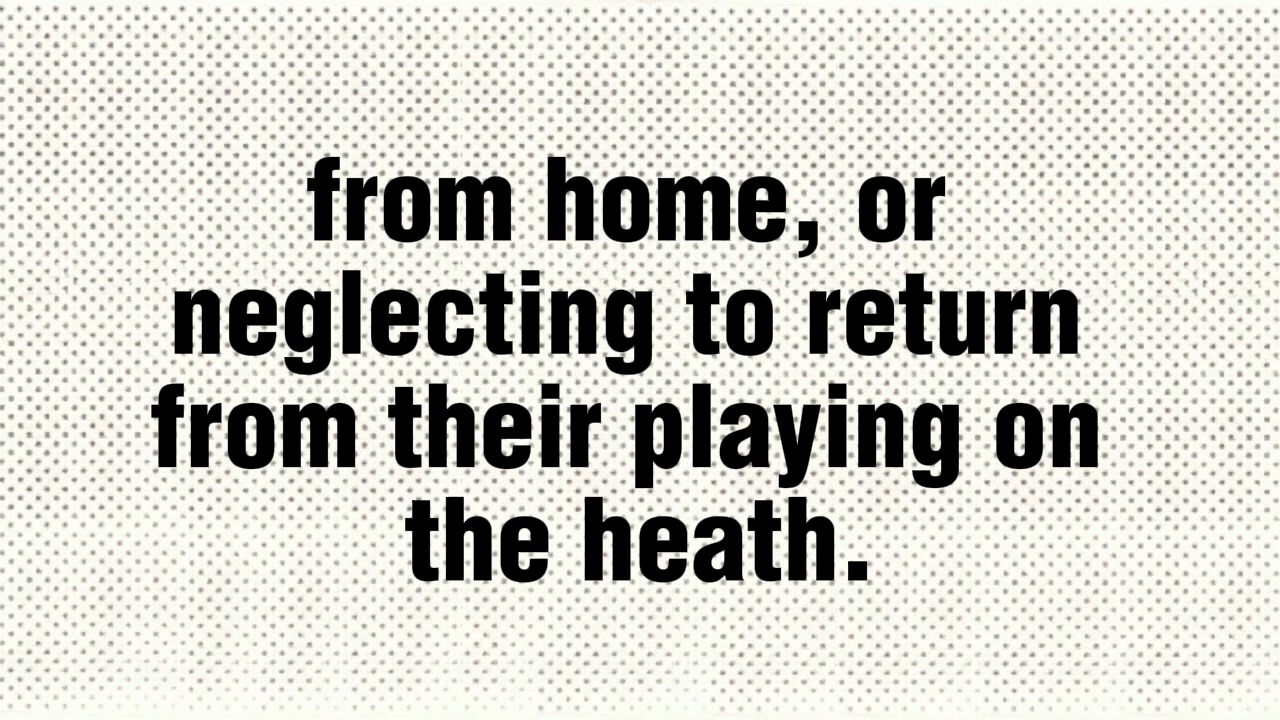 from home, or
neglecting to return
from their playing on
the heath.